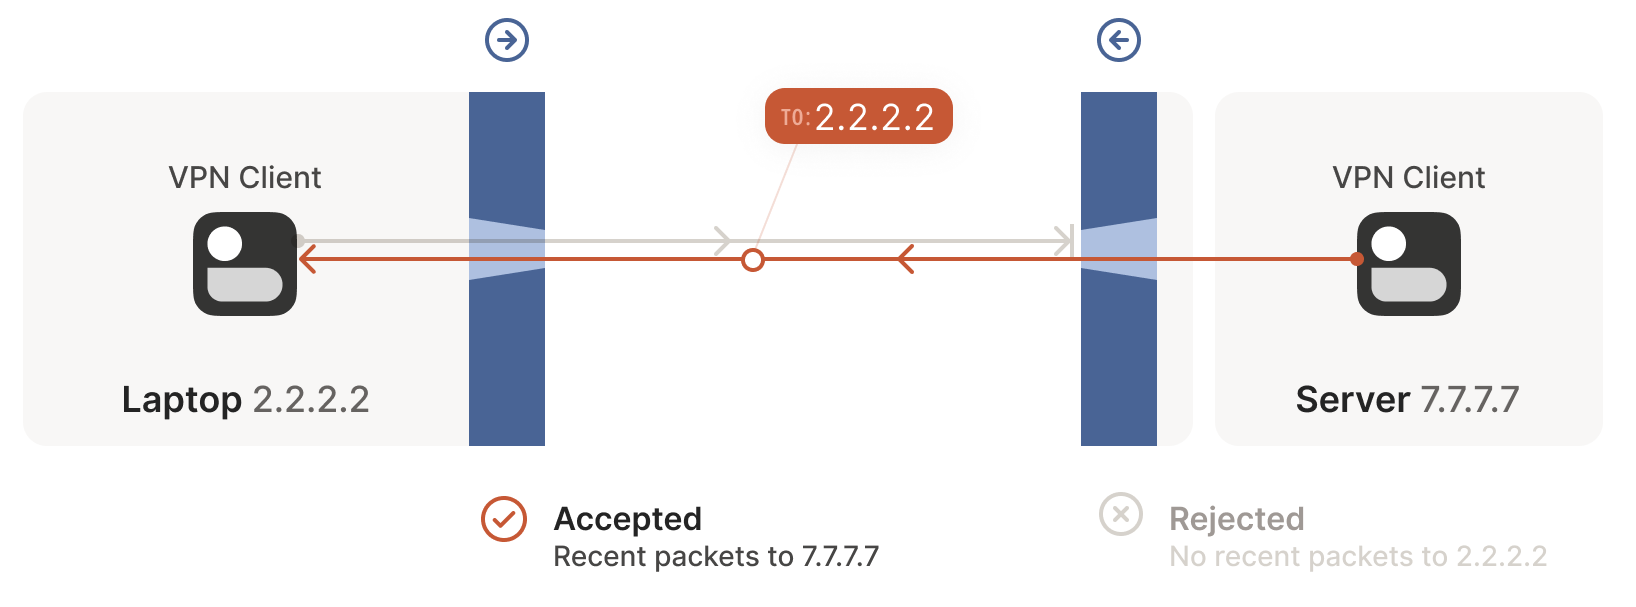 TO: 2.2.2.2
VPN Client
VPN Client
Laptop 2.2.2.2
Server 7.7.7.7
Accepted
Recent packets to 7.7.7.7
Rejected
No recent packets to 2.2.2.2